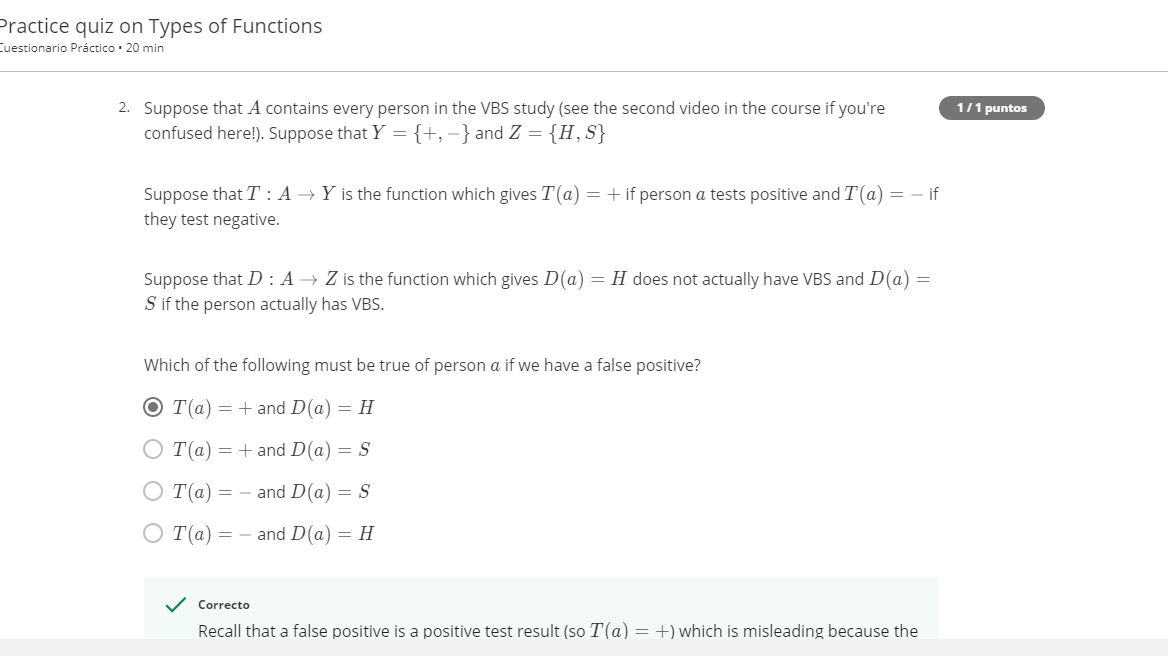 Practice quiz on Types of Functions
Cuestionario Práctico • 20 min
2. Suppose that A contains every person in the VBS study (see the second video in the course if you're
1 / 1 puntos
confused here!). Suppose that Y = {+, −} and Z = {H, S}
Suppose that T : A → Y is the function which gives T(a) = + if person a tests positive and T(a) = − if
they test negative.
Suppose that D : A → Z is the function which gives D(a) = H does not actually have VBS and D(a) =
S if the person actually has VBS.
Which of the following must be true of person a if we have a false positive?
T(a) = + and D(a) = H
T(a) = + and D(a) = S
T(a) = − and D(a) = S
T(a) = − and D(a) = H
Correcto
Recall that a false positive is a positive test result (so T(a) = +) which is misleading because the